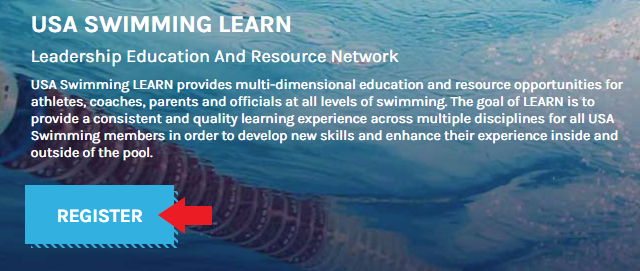 USA SWIMMING LEARN
Leadership Education And Resource Network
USA Swimming LEARN provides multi-dimensional education and resource opportunities for
athletes, coaches, parents and officials at all levels of swimming. The goal of LEARN is to
provide a consistent and quality learning experience across multiple disciplines for all USA
Swimming members in order to develop new skills and enhance their experience inside and
outside of the pool.
REGISTER